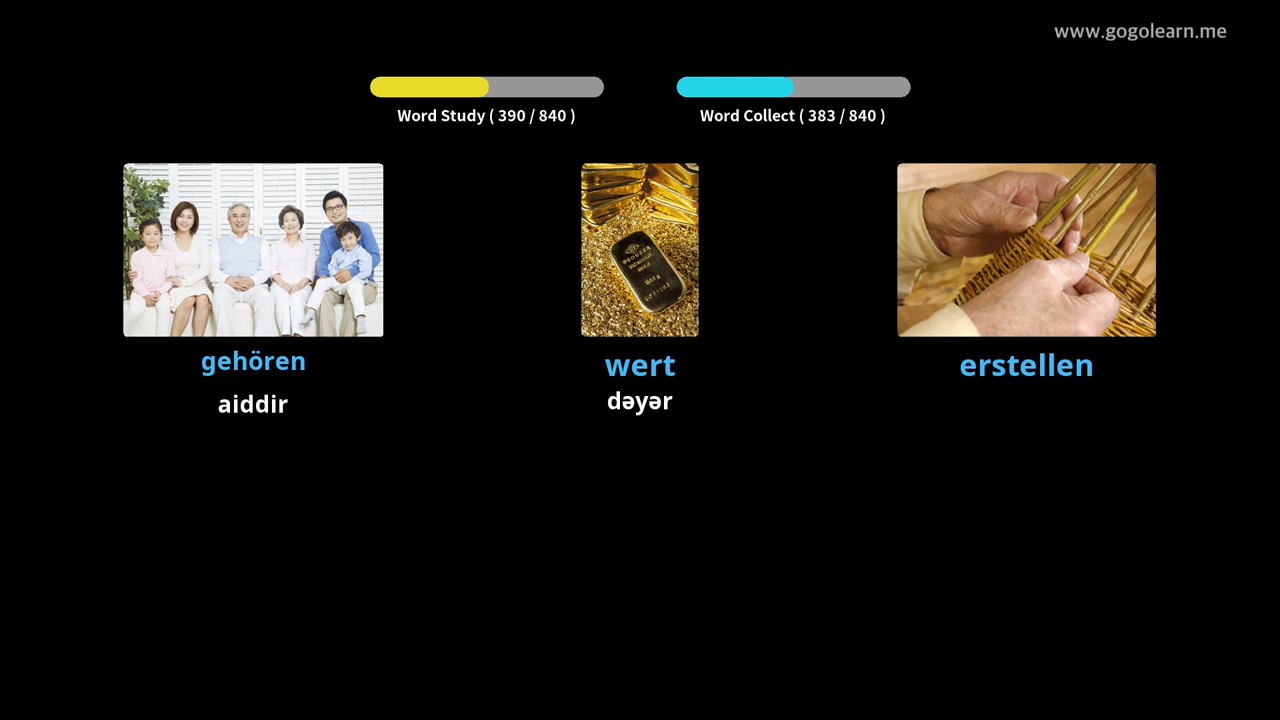 www.gogolearn.me
Word Study ( 390 / 840 )
Word Collect ( 383 / 840 )
gehören
wert
erstellen
aiddir
dəyər